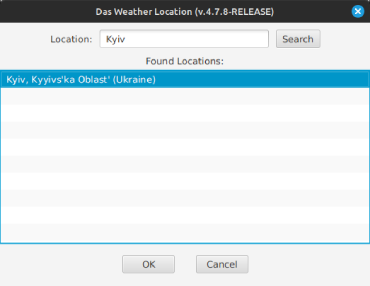 Das Weather Location (v.4.7.8-RELEASE)
Location: Kyiv Search
Found Locations:
Kyiv, Kyyivs'ka Oblast' (Ukraine)
OK Cancel